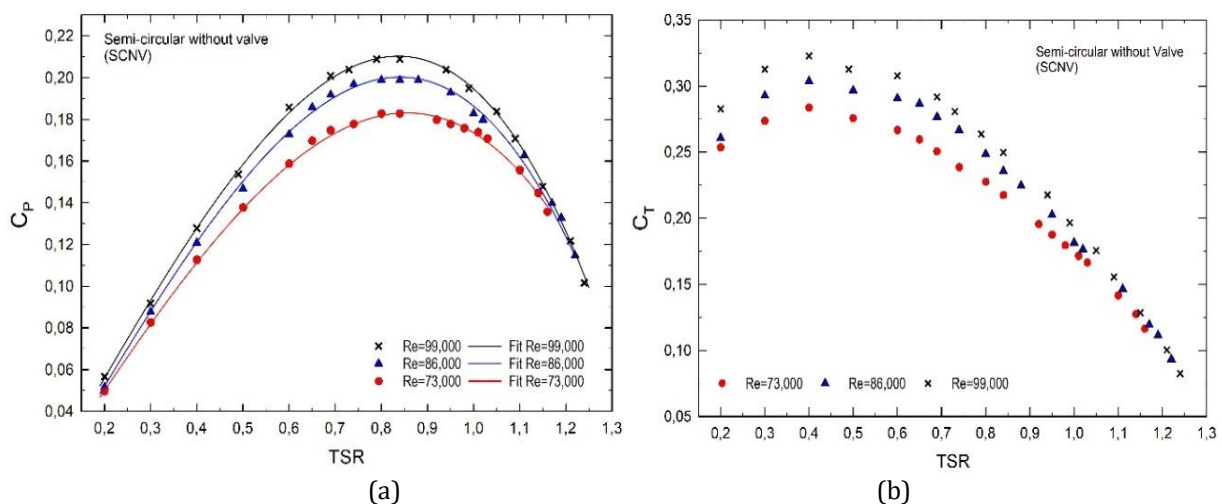 0,22
0,20
0,18
0,16
0,14
0,12
0,10
0,08
0,06
0,04
C_P
Semi-circular without valve
(SCNV)
Re=99,000 Fit Re=99,000
Re=86,000 Fit Re=86,000
Re=73,000 Fit Re=73,000
0,2 0,3 0,4 0,5 0,6 0,7 0,8 0,9 1,0 1,1 1,2 1,3
TSR
(a)
0,35
0,30
0,25
0,20
0,15
0,10
0,05
C_T
Semi-circular without Valve
(SCNV)
Re=73,000 Re=86,000 Re=99,000
0,2 0,3 0,4 0,5 0,6 0,7 0,8 0,9 1,0 1,1 1,2 1,3
TSR
(b)